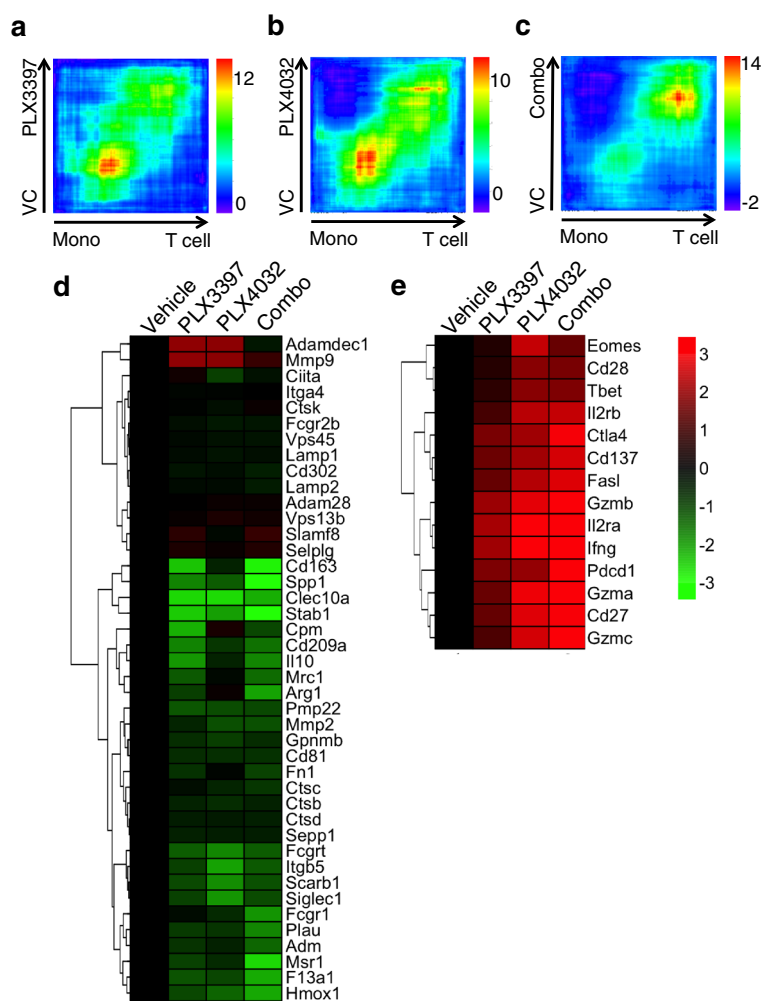 a
PLX3397
VC
Mono
T cell
12
0
b
PLX4032
VC
Mono
T cell
10
0
c
Combo
VC
Mono
T cell
14
-2
d
Vehicle
PLX3397
PLX4032
Combo
Adamdec1
Mmp9
Ciita
Itga4
Ctsk
Fcgr2b
Vps45
Lamp1
Cd302
Lamp2
Adam28
Vps13b
Slamf8
Selplg
Cd163
Spp1
Clec10a
Stab1
Cpm
Cd209a
Il10
Mrc1
Arg1
Pmp22
Mmp2
Gpnmb
Cd81
Fn1
Ctsc
Ctsb
Ctsd
Sepp1
Fcgrt
Itgb5
Scarb1
Siglec1
Fcgr1
Plau
Adm
Msr1
F13a1
Hmox1
e
Vehicle
PLX3397
PLX4032
Combo
Eomes
Cd28
Tbet
Il2rb
Ctla4
Cd137
Fasl
Gzmb
Il2ra
Ifng
Pdcd1
Gzma
Cd27
Gzmc
3
2
1
0
-1
-2
-3